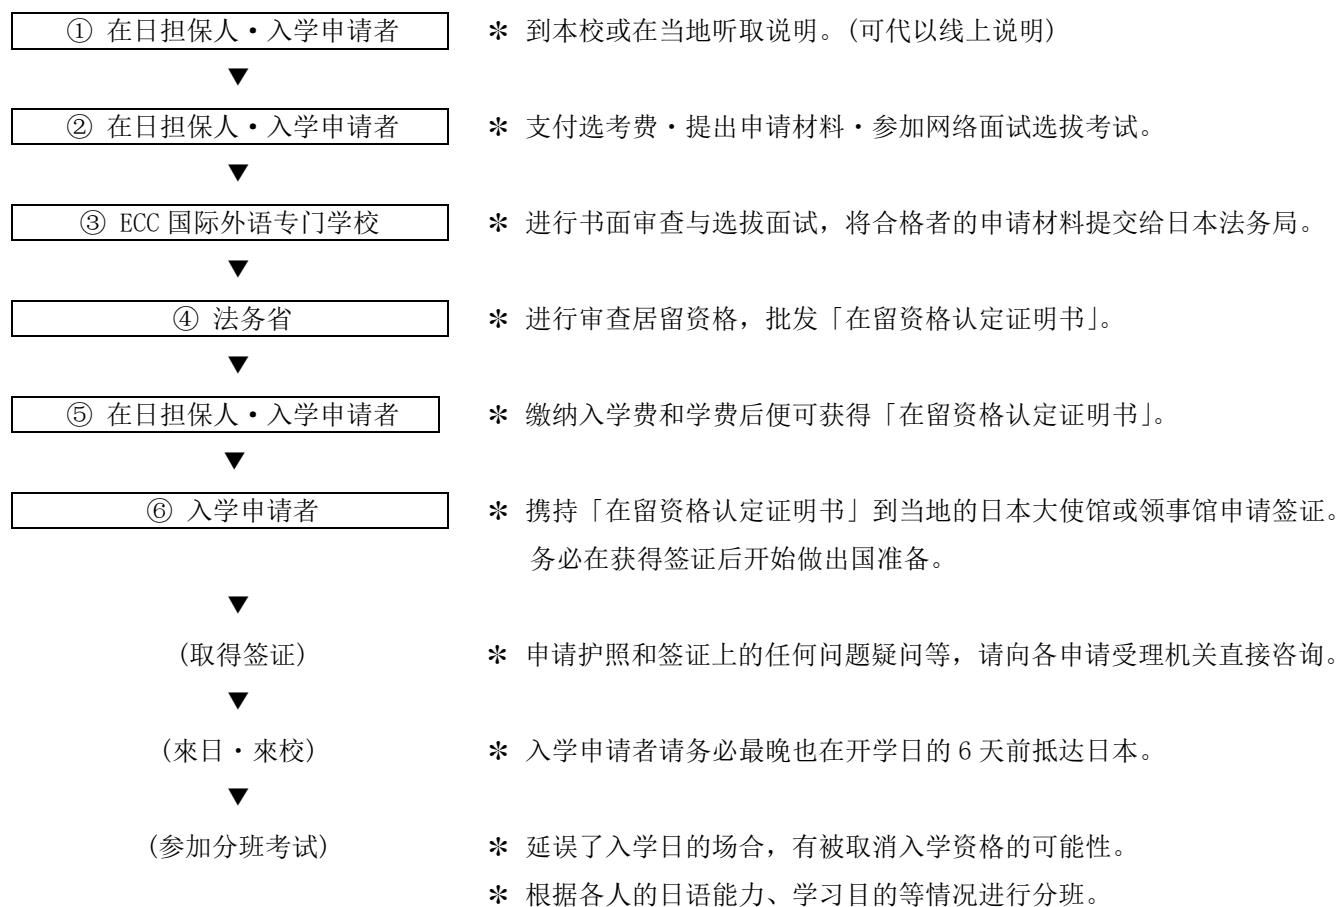 ① 在日担保人・入学申请者 ＊ 到本校或在当地听取说明。(可代以线上说明)
▼
② 在日担保人・入学申请者 ＊ 支付选考费・提出申请材料・参加网络面试选拔考试。
▼
③ ECC 国际外语专门学校 ＊ 进行书面审查与选拔面试，将合格者的申请材料提交给日本法务局。
▼
④ 法务省 ＊ 进行审查居留资格，批发「在留资格认定证明书」。
▼
⑤ 在日担保人・入学申请者 ＊ 缴纳入学费和学费后便可获得「在留资格认定证明书」。
▼
⑥ 入学申请者 ＊ 携持「在留资格认定证明书」到当地的日本大使馆或领事馆申请签证。
务必在获得签证后开始做出国准备。
▼
(取得签证) ＊ 申请护照和签证上的任何问题疑问等，请向各申请受理机关直接咨询。
▼
(來日・來校) ＊ 入学申请者请务必最晚也在开学日的 6 天前抵达日本。
▼
(参加分班考试) ＊ 延误了入学日的场合，有被取消入学资格的可能性。
＊ 根据各人的日语能力、学习目的等情况进行分班。